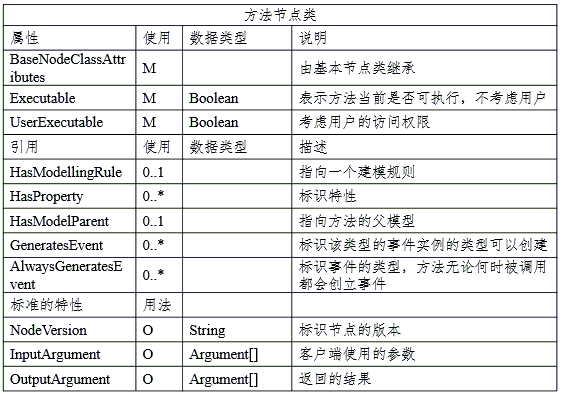 方法节点类
属性 使用 数据类型 说明
BaseNodeClassAttr
ibutes M 由基本节点类继承
Executable M Boolean 表示方法当前是否可执行，不考虑用户
UserExecutable M Boolean 考虑用户的访问权限
引用 使用 数据类型 描述
HasModellingRule 0..1 指向一个建模规则
HasProperty 0..* 标识特性
HasModelParent 0..1 指向方法的父模型
GeneratesEvent 0..* 标识该类型的事件实例的类型可以创建
AlwaysGeneratesE
vent 0..* 标识事件的类型，方法无论何时被调用
都会创立事件
标准的特性 用法
NodeVersion O String 标识节点的版本
InputArgument O Argument[] 客户端使用的参数
OutputArgument O Argument[] 返回的结果